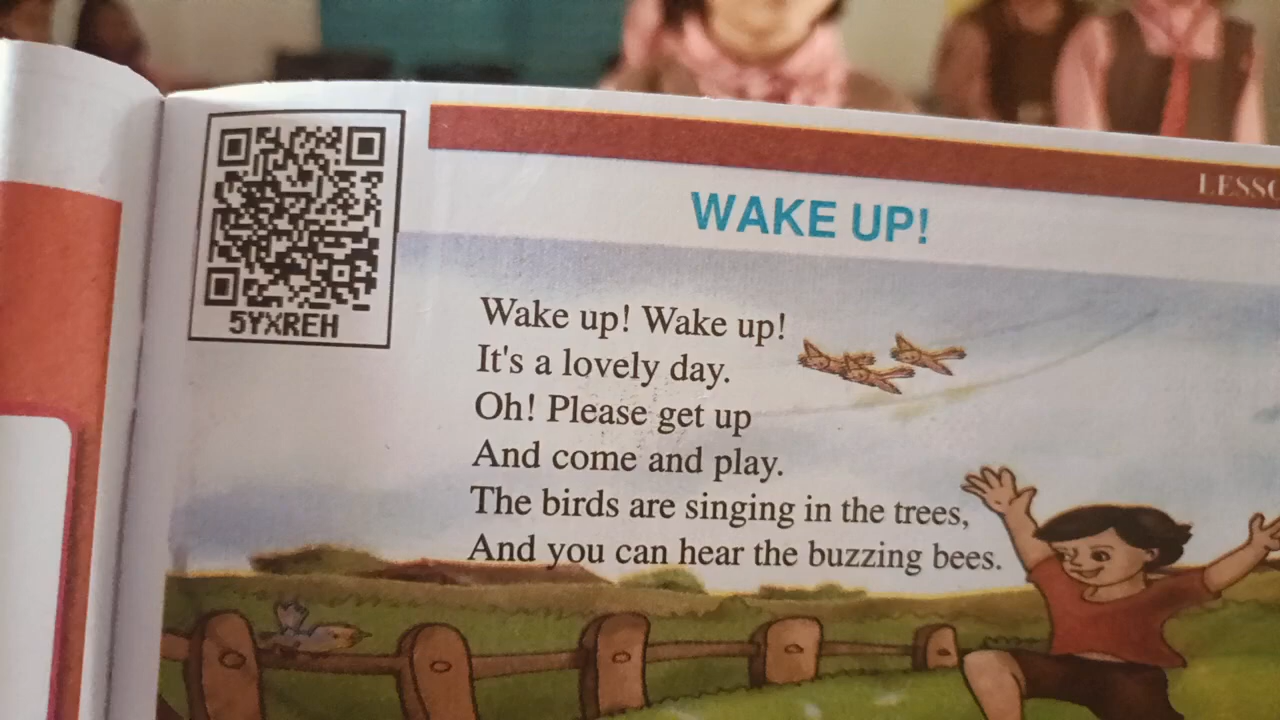 5YXREH
WAKE UP!
Wake up! Wake up!
It's a lovely day.
Oh! Please get up
And come and play.
The birds are singing in the trees,
And you can hear the buzzing bees.